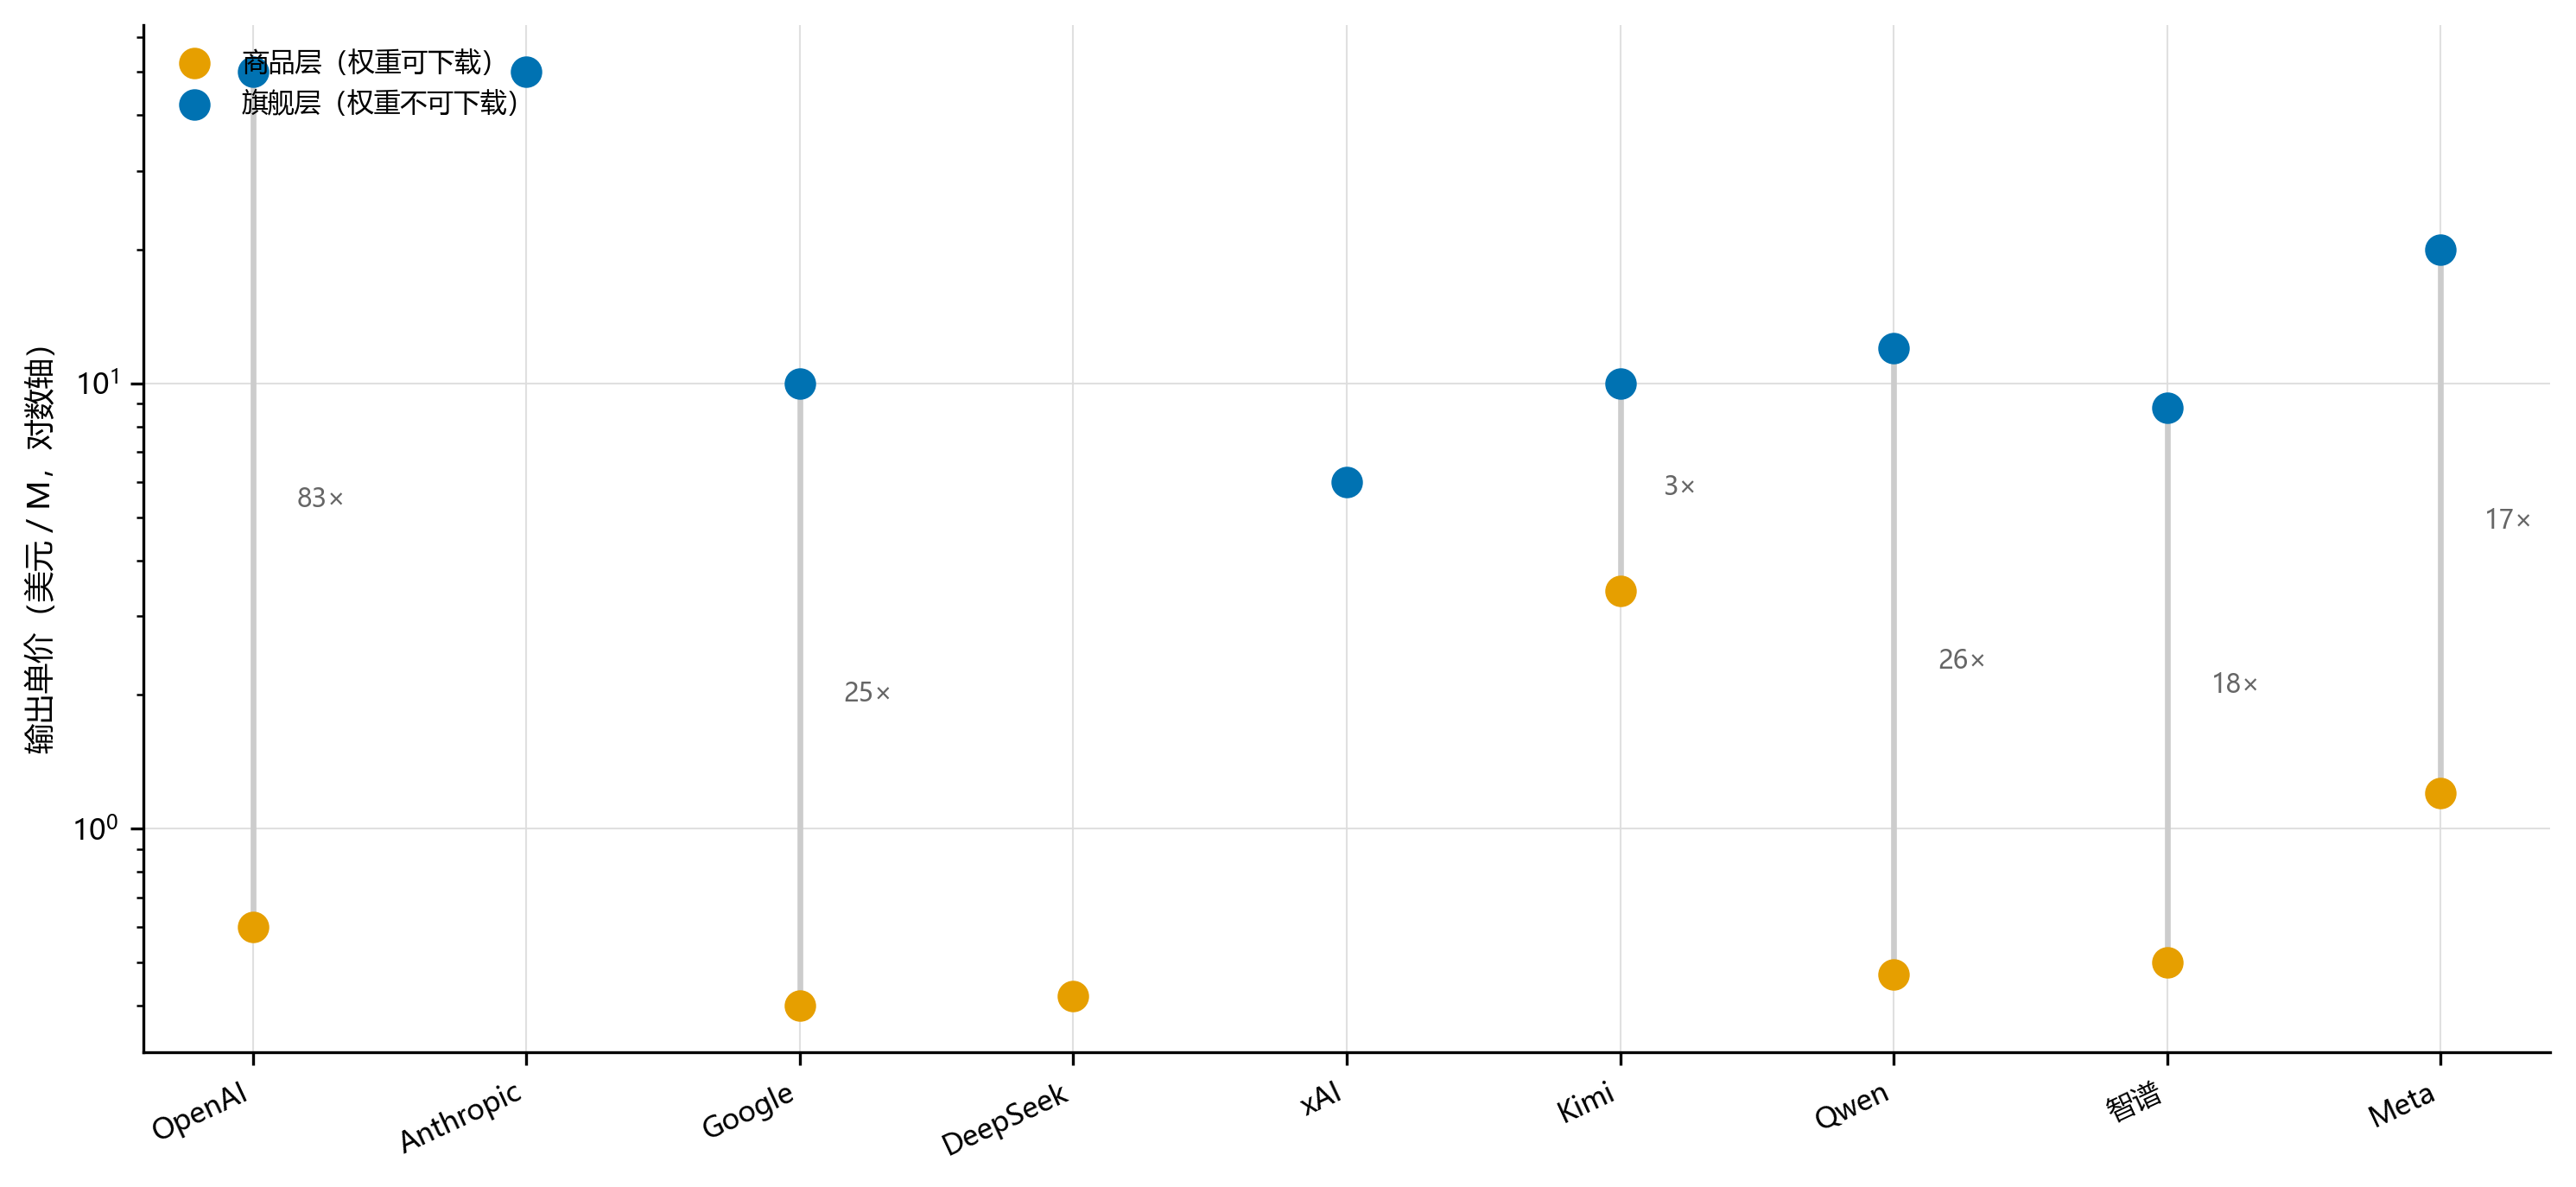 商品层（权重可下载）
旗舰层（权重不可下载）
输出单价（美元 / M，对数轴）
10¹
10⁰
83×
25×
3×
26×
18×
17×
OpenAI
Anthropic
Google
DeepSeek
xAI
Kimi
Qwen
智谱
Meta